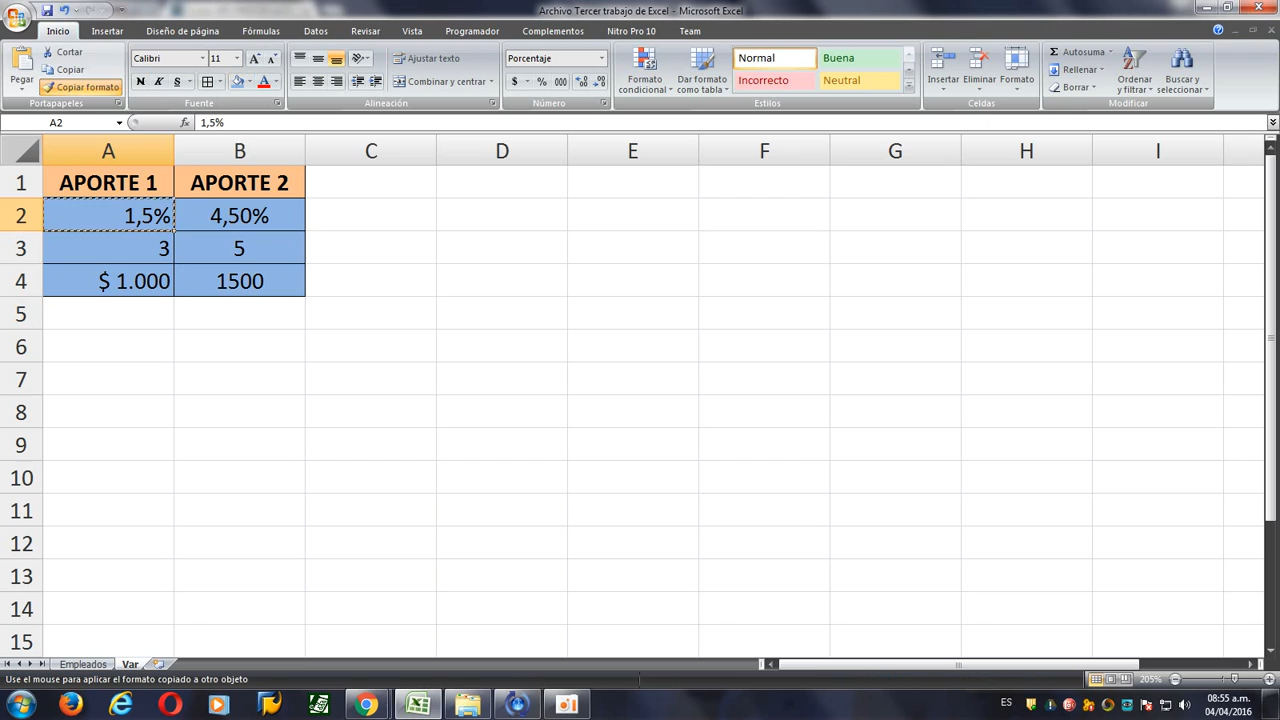 Archivo Tercer trabajo de Excel - Microsoft Excel
Inicio Insertar Diseño de página Fórmulas Datos Revisar Vista Programador Complementos Nitro Pro 10 Team
Pegar
Cortar
Copiar
Copiar formato
Portapapeles
Calibri 11
N K S
Fuente
Ajustar texto
Combinar y centrar
Alineación
Porcentaje
$ % 000
Número
Formato condicional
Dar formato como tabla
Normal Buena
Incorrecto Neutral
Estilos
Insertar Eliminar Formato
Celdas
Σ Autosuma
Rellenar
Borrar
Ordenar y filtrar
Buscar y seleccionar
Modificar
A2 fx 1,5%
A B C D E F G H I
1 APORTE 1 APORTE 2
2 1,5% 4,50%
3 3 5
4 $ 1.000 1500
5
6
7
8
9
10
11
12
13
14
15
Empleados Var
Use el mouse para aplicar el formato copiado a otro objeto
205%
ES
08:55 a.m.
04/04/2016